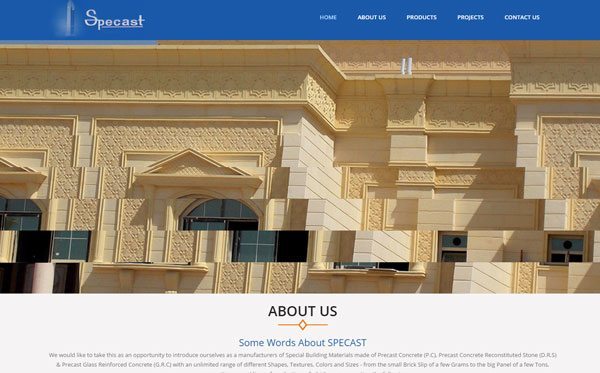 Specast
HOME ABOUT US PRODUCTS PROJECTS CONTACT US
ABOUT US
Some Words About SPECAST
We would like to take this as an opportunity to introduce ourselves as a manufacturers of Special Building Materials made of Precast Concrete (P.C), Precast Concrete Reconstituted Stone (D.R.S)
& Precast Glass Reinforced Concrete (G.R.C) with an unlimited range of different Shapes, Textures, Colors and Sizes - from the small Brick Slip of a few Grams to the big Panel of a few Tons,